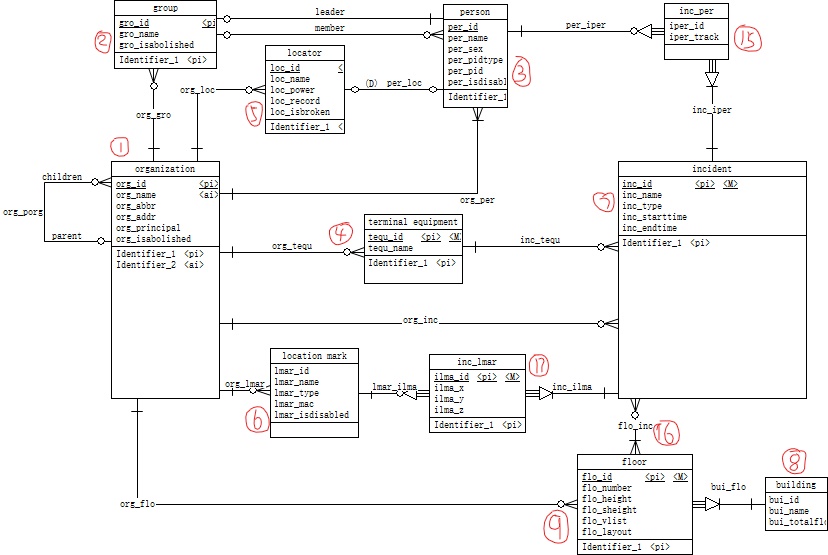 group
gro_id <pi
gro_name
gro_isabolished
Identifier_1 <pi>
②
leader
member
person
per_id
per_name
per_sex
per_pidtype
per_pid
per_isdisabl
Identifier_1
③
per_iper
inc_per
iper_id
iper_track
⑮
inc_iper
locator
loc_id <
loc_name
loc_power
loc_record
loc_isbroken
Identifier_1 <
⑤
(D) per_loc
org_loc
org_gro
①
organization
org_id <pi>
org_name <ai>
org_abbr
org_addr
org_principal
org_isabolished
Identifier_1 <pi>
Identifier_2 <ai>
children
org_porg
parent
org_per
incident
inc_id <pi> <M>
inc_name
inc_type
inc_starttime
inc_endtime
Identifier_1 <pi>
④
terminal equipment
tequ_id <pi> <M
tequ_name
Identifier_1 <pi>
org_tequ
inc_tequ
org_inc
location mark
lmar_id
lmar_name
lmar_type
lmar_mac
lmar_isdisabled
⑥
org_lmar
lmar_ilma
inc_lmar
ilma_id <pi> <M>
ilma_x
ilma_y
ilma_z
Identifier_1 <pi>
⑰
inc_ilma
flo_inc
⑯
floor
flo_id <pi> <M>
flo_number
flo_height
flo_sheight
flo_vlist
flo_layout
Identifier_1 <pi>
⑨
org_flo
bui_flo
⑧
building
bui_id
bui_name
bui_totalflo